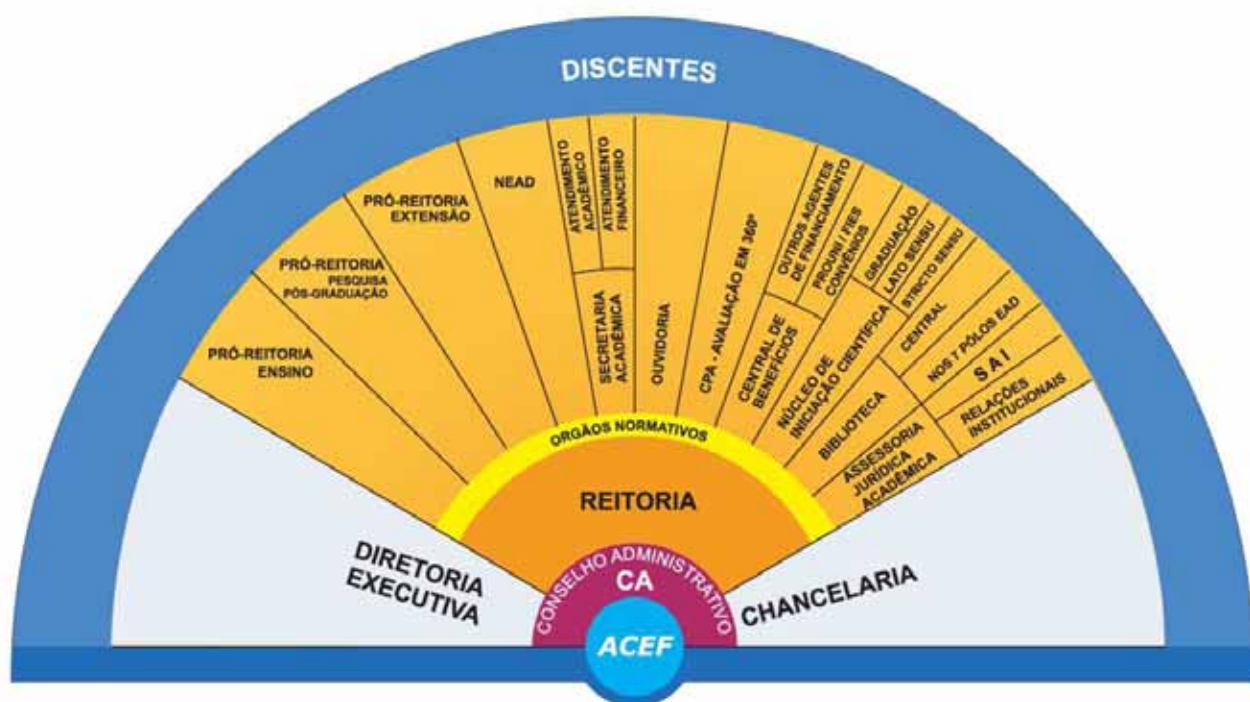 DISCENTES
PRÓ-REITORIA
ENSINO
PRÓ-REITORIA
PESQUISA
PÓS-GRADUAÇÃO
PRÓ-REITORIA
EXTENSÃO
NEAD
ATENDIMENTO
ACADÊMICO
ATENDIMENTO
FINANCEIRO
SECRETARIA
ACADÊMICA
OUVIDORIA
CPA - AVALIAÇÃO EM 360º
OUTROS AGENTES
DE FINANCIAMENTO
PROUNI / FIES
CONVÊNIOS
CENTRAL DE
BENEFÍCIOS
GRADUAÇÃO
LATO SENSU
STRICTO SENSU
NÚCLEO DE
INICIAÇÃO CIENTÍFICA
CENTRAL
NOS 7 PÓLOS EAD
BIBLIOTECA
S A I
RELAÇÕES
INSTITUCIONAIS
ASSESSORIA
JURÍDICA
ACADÊMICA
ORGÃOS NORMATIVOS
REITORIA
DIRETORIA
EXECUTIVA
CONSELHO ADMINISTRATIVO
CA
CHANCELARIA
ACEF